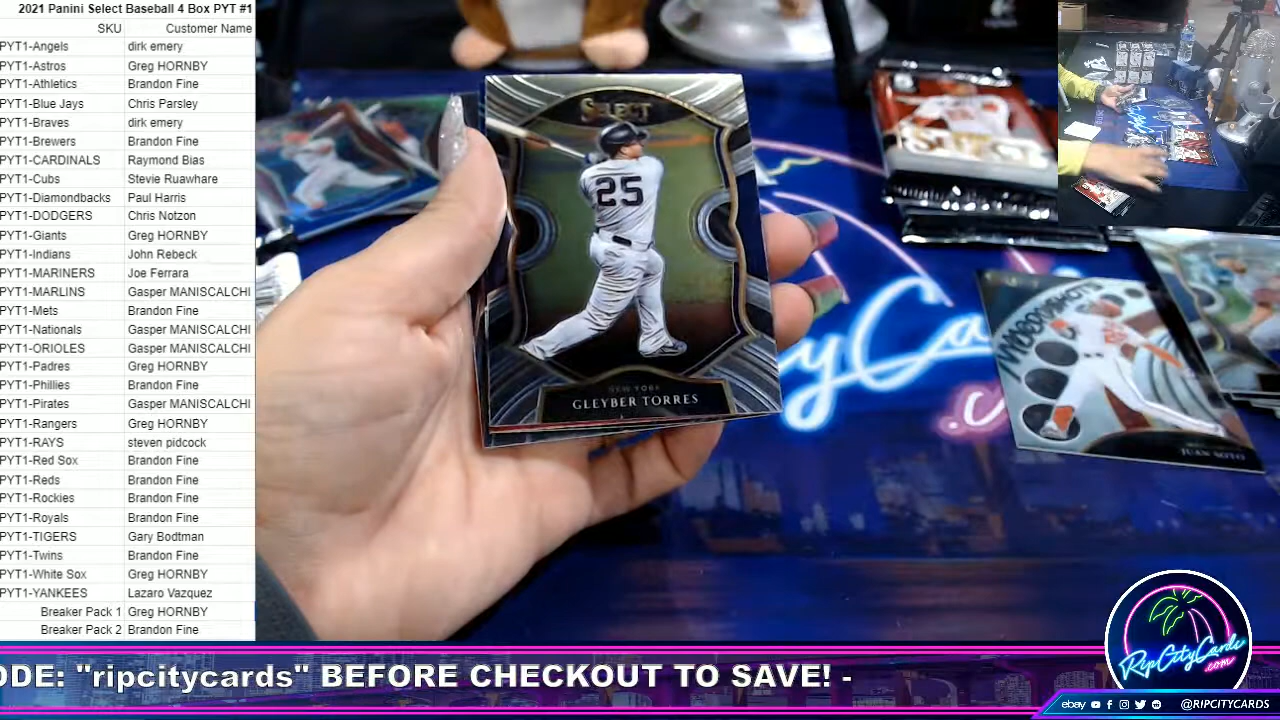 2021 Panini Select Baseball 4 Box PYT #1
SKU Customer Name
PYT1-Angels dirk emery
PYT1-Astros Greg HORNBY
PYT1-Athletics Brandon Fine
PYT1-Blue Jays Chris Parsley
PYT1-Braves dirk emery
PYT1-Brewers Brandon Fine
PYT1-CARDINALS Raymond Bias
PYT1-Cubs Stevie Ruawhare
PYT1-Diamondbacks Paul Harris
PYT1-DODGERS Chris Notzon
PYT1-Giants Greg HORNBY
PYT1-Indians John Rebeck
PYT1-MARINERS Joe Ferrara
PYT1-MARLINS Gasper MANISCALCHI
PYT1-Mets Brandon Fine
PYT1-Nationals Gasper MANISCALCHI
PYT1-ORIOLES Gasper MANISCALCHI
PYT1-Padres Greg HORNBY
PYT1-Phillies Brandon Fine
PYT1-Pirates Gasper MANISCALCHI
PYT1-Rangers Greg HORNBY
PYT1-RAYS steven pidcock
PYT1-Red Sox Brandon Fine
PYT1-Reds Brandon Fine
PYT1-Rockies Brandon Fine
PYT1-Royals Brandon Fine
PYT1-TIGERS Gary Bodtman
PYT1-Twins Brandon Fine
PYT1-White Sox Greg HORNBY
PYT1-YANKEES Lazaro Vazquez
Breaker Pack 1 Greg HORNBY
Breaker Pack 2 Brandon Fine
SELECT
25
NEW YORK
GLEYBER TORRES
SELECT
MOONSHOTS
JUAN SOTO
RipCityCards
.com
ODE: "ripcitycards" BEFORE CHECKOUT TO SAVE! -
ebay @RIPCITYCARDS